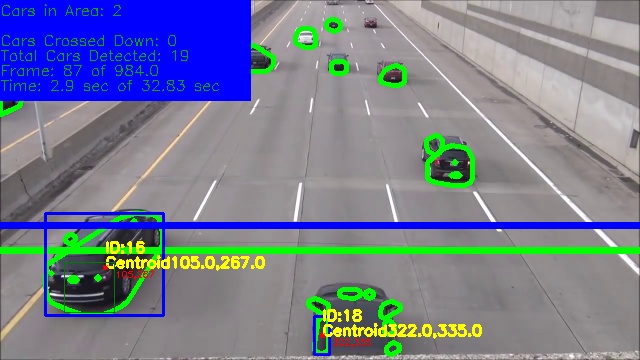 Cars in Area: 2
Cars Crossed Down: 0
Total Cars Detected: 19
Frame: 87 of 984.0
Time: 2.9 sec of 32.83 sec
ID:16
Centroid105.0,267.0
ID:18
Centroid322.0,335.0